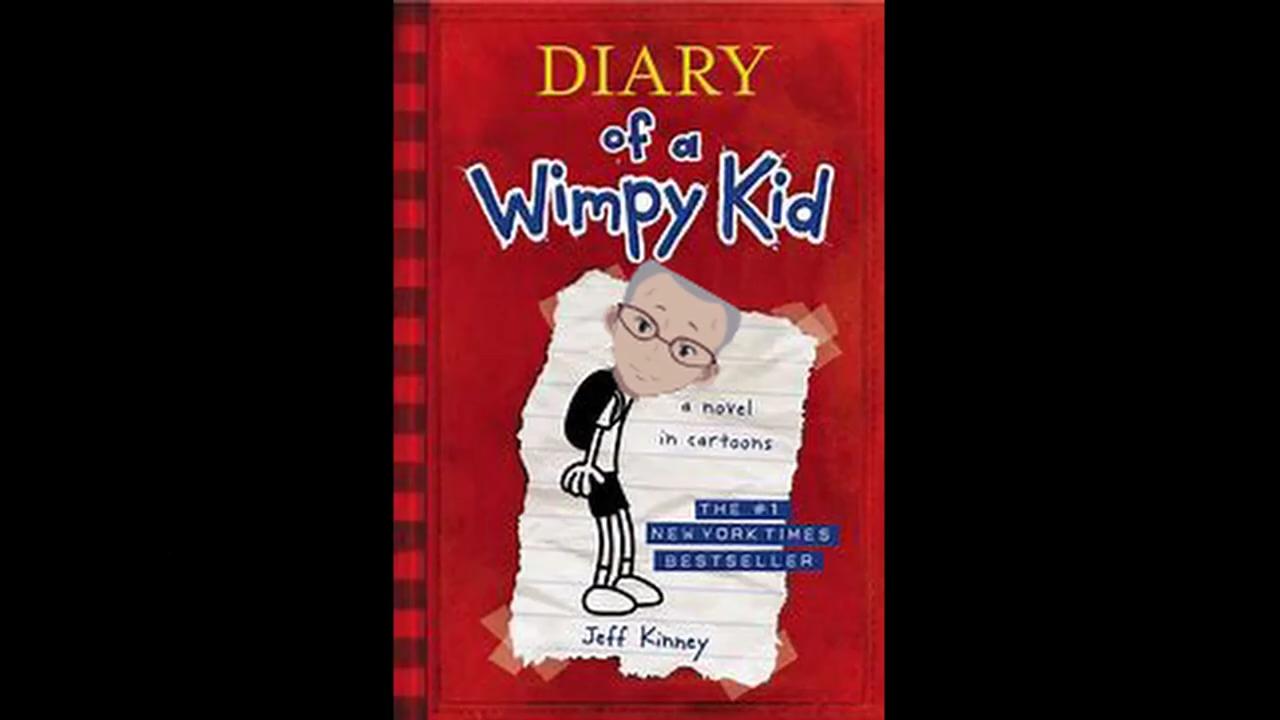 DIARY
of a
Wimpy Kid
a novel
in cartoons
THE #1
NEW YORK TIMES
BESTSELLER
Jeff Kinney